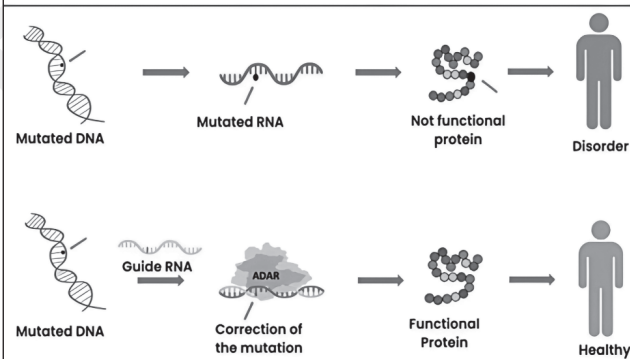 Mutated DNA
Mutated RNA
Not functional
protein
Disorder
Mutated DNA
Guide RNA
ADAR
Correction of
the mutation
Functional
Protein
Healthy